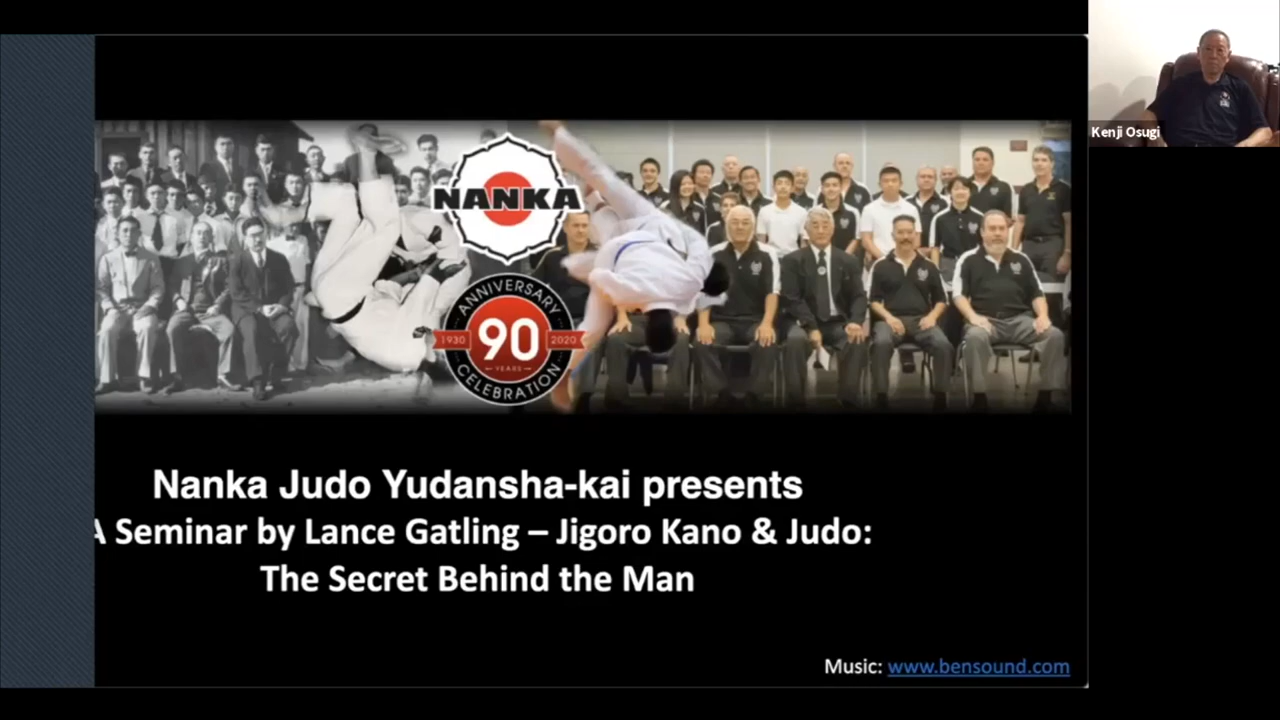 Kenji Osugi
NANKA
ANNIVERSARY
1930 90 2020
YEARS
CELEBRATION
Nanka Judo Yudansha-kai presents
A Seminar by Lance Gatling – Jigoro Kano & Judo:
The Secret Behind the Man
Music: www.bensound.com